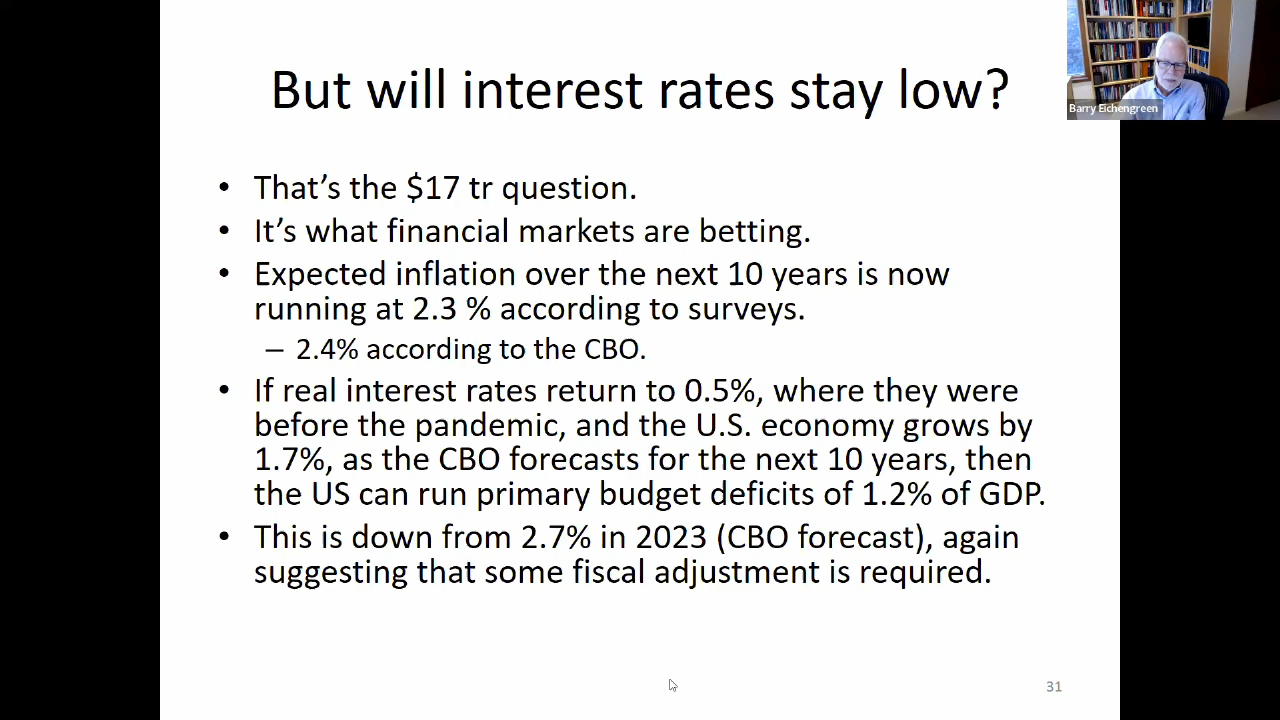 But will interest rates stay low?
Barry Eichengreen
• That’s the $17 tr question.
• It’s what financial markets are betting.
• Expected inflation over the next 10 years is now
running at 2.3 % according to surveys.
– 2.4% according to the CBO.
• If real interest rates return to 0.5%, where they were
before the pandemic, and the U.S. economy grows by
1.7%, as the CBO forecasts for the next 10 years, then
the US can run primary budget deficits of 1.2% of GDP.
• This is down from 2.7% in 2023 (CBO forecast), again
suggesting that some fiscal adjustment is required.
31